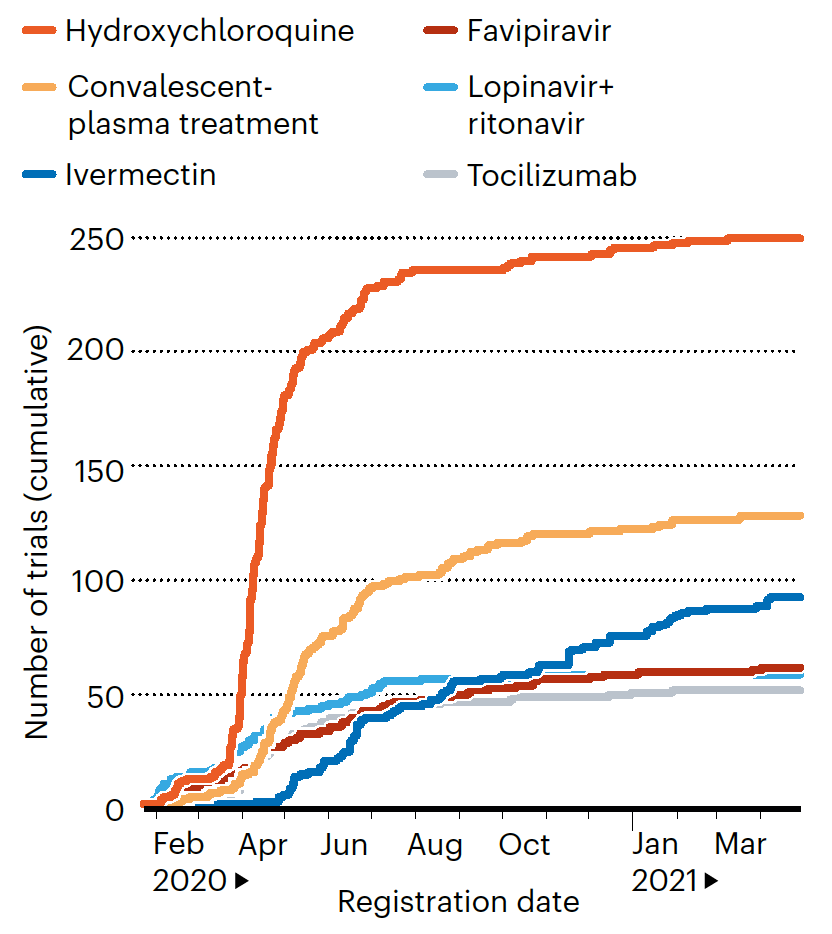 Hydroxychloroquine
Convalescent-
plasma treatment
Ivermectin
Favipiravir
Lopinavir+
ritonavir
Tocilizumab
Number of trials (cumulative)
250
200
150
100
50
0
Feb Apr Jun Aug Oct Jan Mar
2020 ▶ 2021 ▶
Registration date